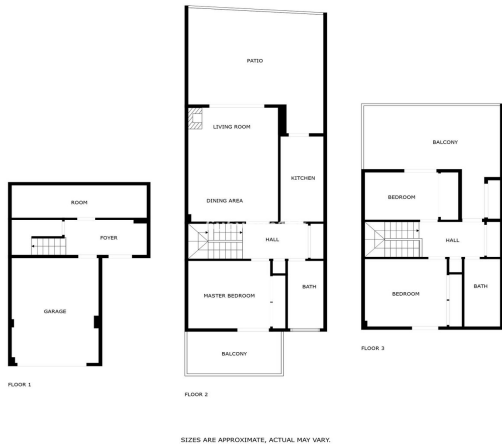 ROOM
FOYER
GARAGE
FLOOR 1
PATIO
LIVING ROOM
KITCHEN
DINING AREA
HALL
MASTER BEDROOM
BATH
BALCONY
FLOOR 2
BALCONY
BEDROOM
HALL
BEDROOM
BATH
FLOOR 3
SIZES ARE APPROXIMATE, ACTUAL MAY VARY.